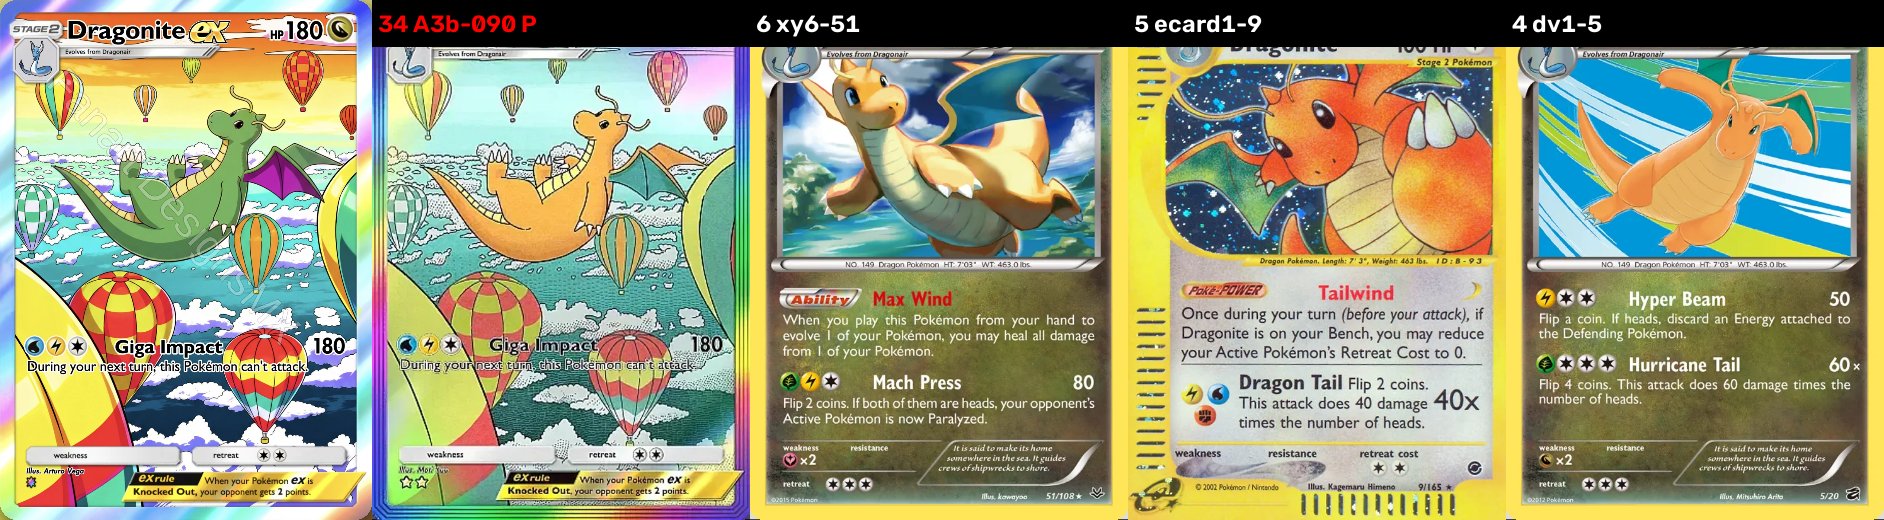 STAGE 2 Dragonite ex HP 180
Evolves from Dragonair
Giga Impact 180
During your next turn, this Pokémon can't attack.
weakness retreat
Illus. Arturo Vega
ex rule When your Pokémon ex is
Knocked Out, your opponent gets 2 points.
34 A3b-090 P
Evolves from Dragonair
Giga Impact 180
During your next turn, this Pokémon can't attack.
weakness retreat
ex rule When your Pokémon ex is
Knocked Out, your opponent gets 2 points.
6 xy6-51
Evolves from Dragonair
NO. 149 Dragon Pokémon HT: 7'03" WT: 463.0 lbs.
Ability Max Wind
When you play this Pokémon from your hand to
evolve 1 of your Pokémon, you may heal all damage
from 1 of your Pokémon.
Mach Press 80
Flip 2 coins. If both of them are heads, your opponent's
Active Pokémon is now Paralyzed.
weakness resistance
×2
It is said to make its home
somewhere in the sea. It guides
crews of shipwrecks to shore.
retreat
©2015 Pokémon Illus. kawayoo 51/108 ★
5 ecard1-9
Dragonite 100 HP
Stage 2 Pokémon
Dragon Pokémon. Length: 7' 3", Weight: 463 lbs. ID: B-93
Poké-POWER Tailwind
Once during your turn (before your attack), if
Dragonite is on your Bench, you may reduce
your Active Pokémon's Retreat Cost to 0.
Dragon Tail Flip 2 coins.
This attack does 40 damage 40x
times the number of heads.
weakness resistance retreat cost
© 2002 Pokémon / Nintendo Illus. Kagemaru Himeno 9/165 ★
4 dv1-5
Evolves from Dragonair
NO. 149 Dragon Pokémon HT: 7'03" WT: 463.0 lbs.
Hyper Beam 50
Flip a coin. If heads, discard an Energy attached to
the Defending Pokémon.
Hurricane Tail 60×
Flip 4 coins. This attack does 60 damage times the
number of heads.
weakness resistance
×2
It is said to make its home
somewhere in the sea. It guides
crews of shipwrecks to shore.
retreat
©2012 Pokémon Illus. Mitsuhiro Arita 5/20